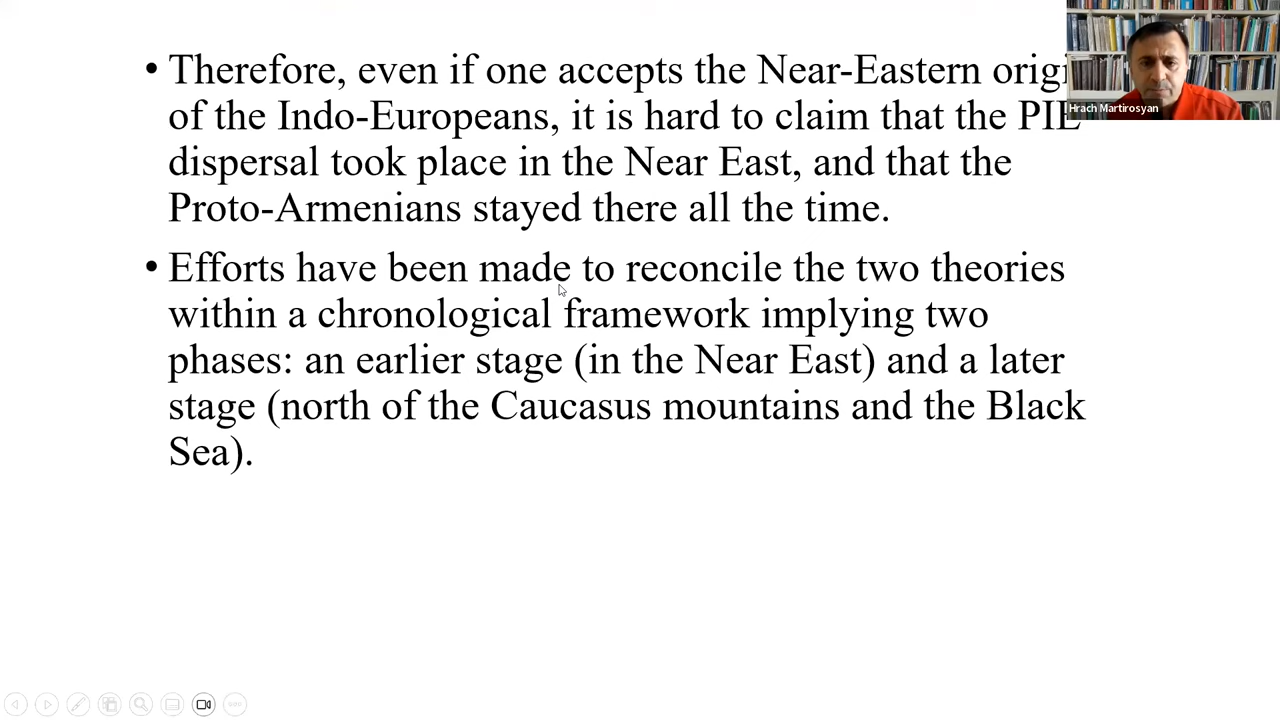 • Therefore, even if one accepts the Near-Eastern
of the Indo-Europeans, it is hard to claim that the PIE
dispersal took place in the Near East, and that the
Proto-Armenians stayed there all the time.
• Efforts have been made to reconcile the two theories
within a chronological framework implying two
phases: an earlier stage (in the Near East) and a later
stage (north of the Caucasus mountains and the Black
Sea).
Hrach Martirosyan